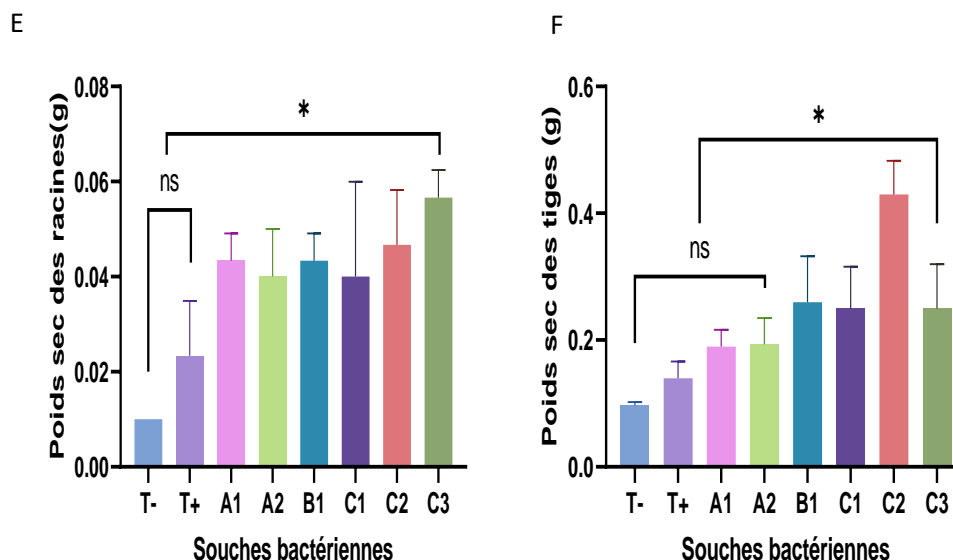 E
Poids sec des racines(g)
0.08
0.06
0.04
0.02
0.00
*
ns
T- T+ A1 A2 B1 C1 C2 C3
Souches bactériennes
F
Poids sec des tiges (g)
0.6
0.4
0.2
0.0
*
ns
T- T+ A1 A2 B1 C1 C2 C3
Souches bactériennes